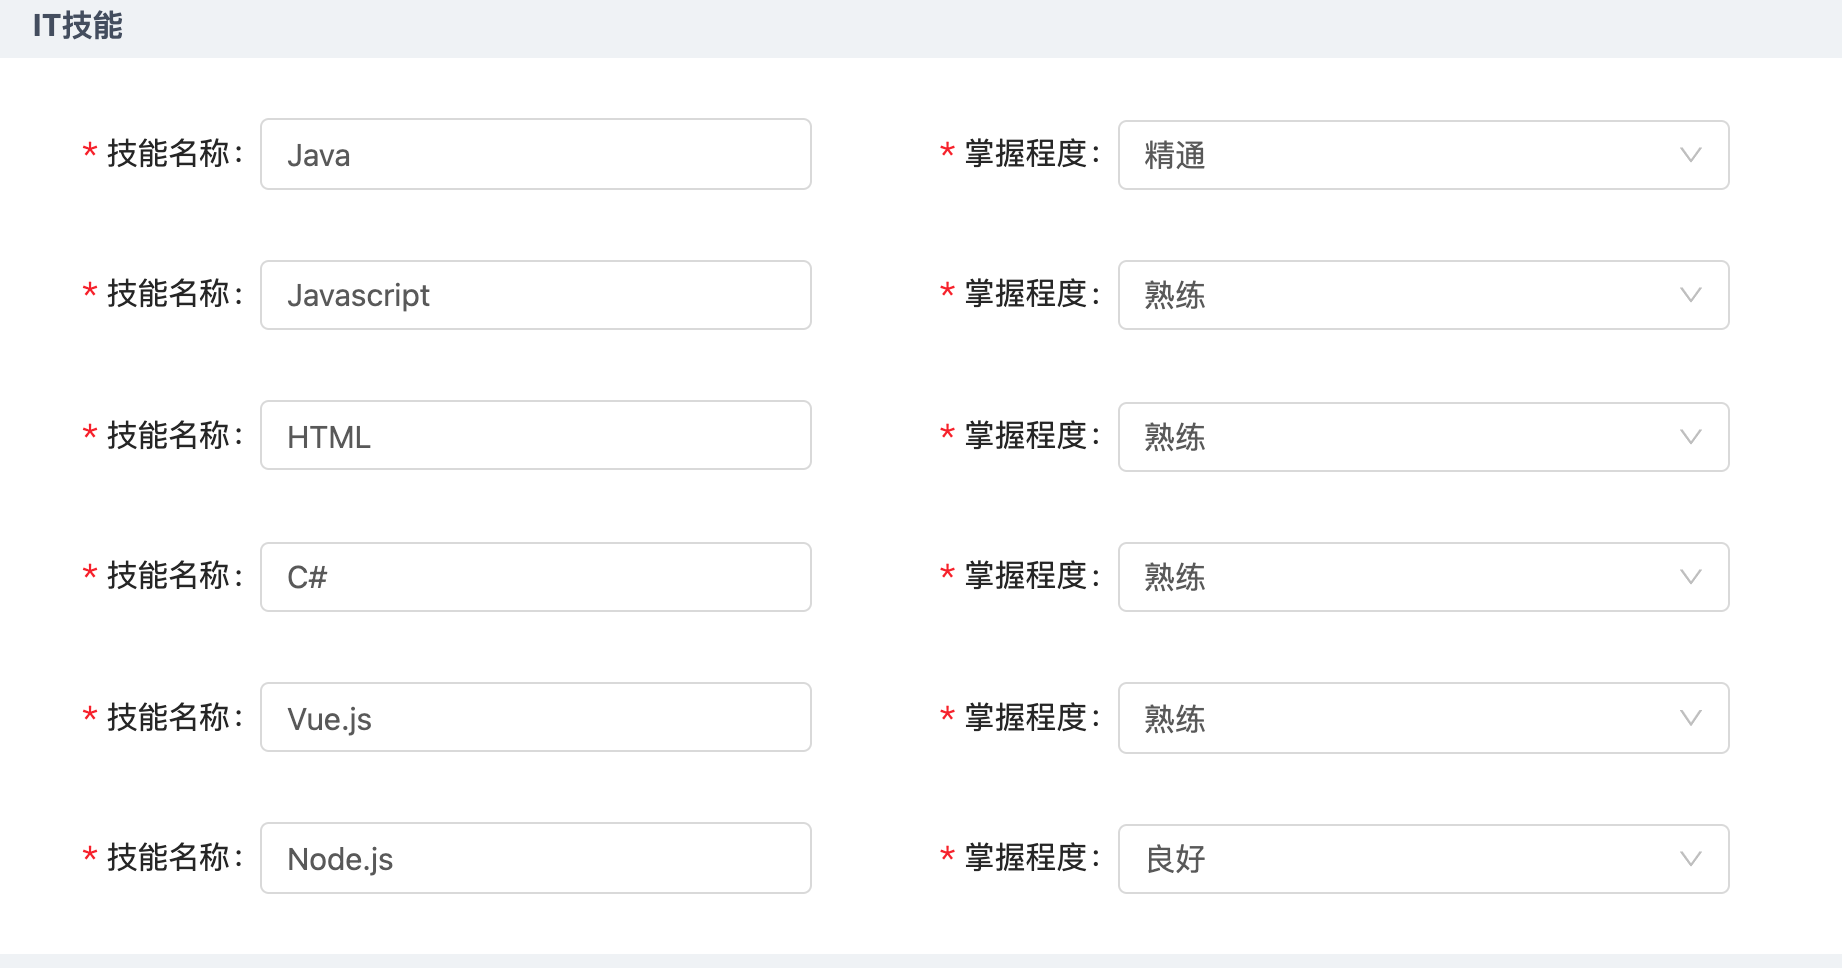 IT技能
* 技能名称: Java * 掌握程度: 精通
* 技能名称: Javascript * 掌握程度: 熟练
* 技能名称: HTML * 掌握程度: 熟练
* 技能名称: C# * 掌握程度: 熟练
* 技能名称: Vue.js * 掌握程度: 熟练
* 技能名称: Node.js * 掌握程度: 良好